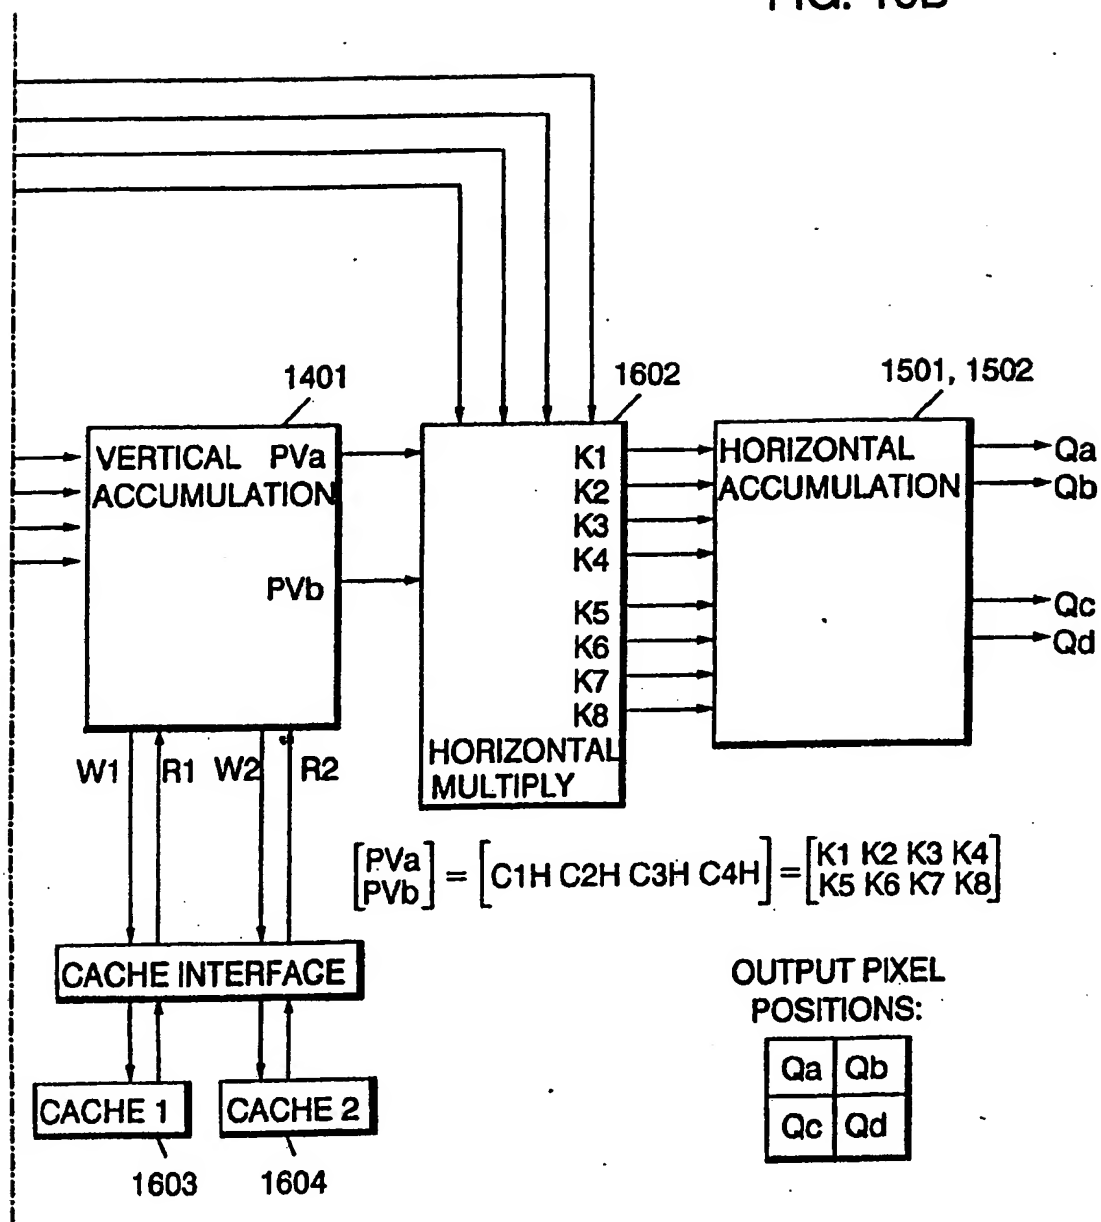 1401
1602
1501, 1502
VERTICAL PVa
ACCUMULATION
PVb
K1
K2
K3
K4
K5
K6
K7
K8
HORIZONTAL
MULTIPLY
HORIZONTAL
ACCUMULATION
Qa
Qb
Qc
Qd
W1 R1 W2 R2
[PVa PVb] = [C1H C2H C3H C4H] = [K1 K2 K3 K4
K5 K6 K7 K8]
CACHE INTERFACE
CACHE 1
CACHE 2
1603
1604
OUTPUT PIXEL
POSITIONS:
Qa Qb
Qc Qd